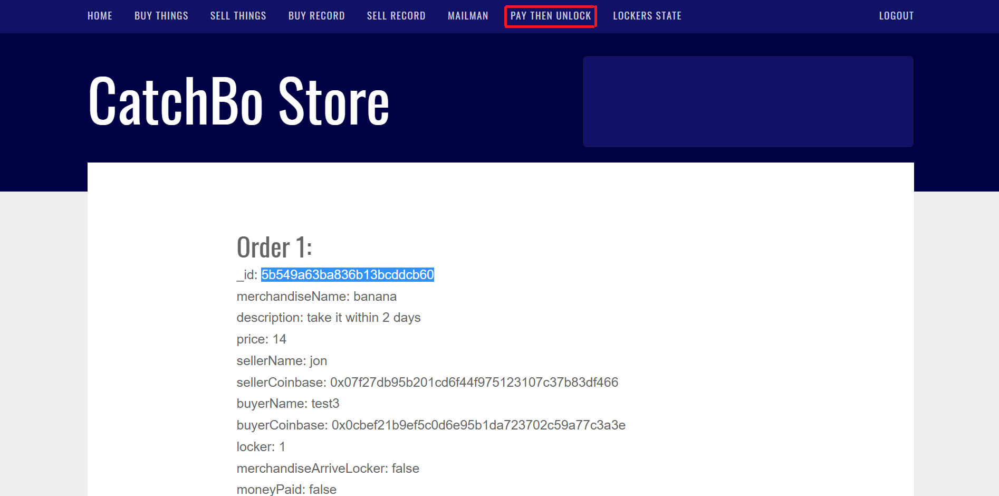 HOME BUY THINGS SELL THINGS BUY RECORD SELL RECORD MAILMAN PAY THEN UNLOCK LOCKERS STATE LOGOUT
CatchBo Store
Order 1:
_id: 5b549a63ba836b13bcddcb60
merchandiseName: banana
description: take it within 2 days
price: 14
sellerName: jon
sellerCoinbase: 0x07f27db95b201cd6f44f975123107c37b83df466
buyerName: test3
buyerCoinbase: 0x0cbef21b9ef5c0d6e95b1da723702c59a77c3a3e
locker: 1
merchandiseArriveLocker: false
moneyPaid: false